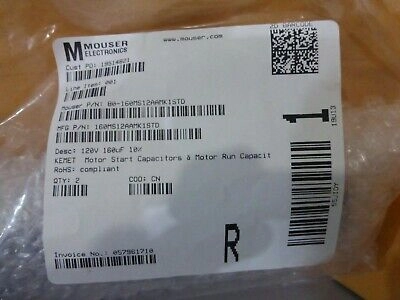 MOUSER
ELECTRONICS
www.mouser.com
2D BARCODE
Cust PO: 19514823
Line Item: 001
Mouser P/N: 80-160MS12AAMK1STD
MFG P/N: 160MS12AAMK1STD
Desc: 120V 160uF 10%
KEMET Motor Start Capacitors & Motor Run Capacit
RoHS: compliant
QTY: 2
COO: CN
Invoice No.: 057961710
R
1